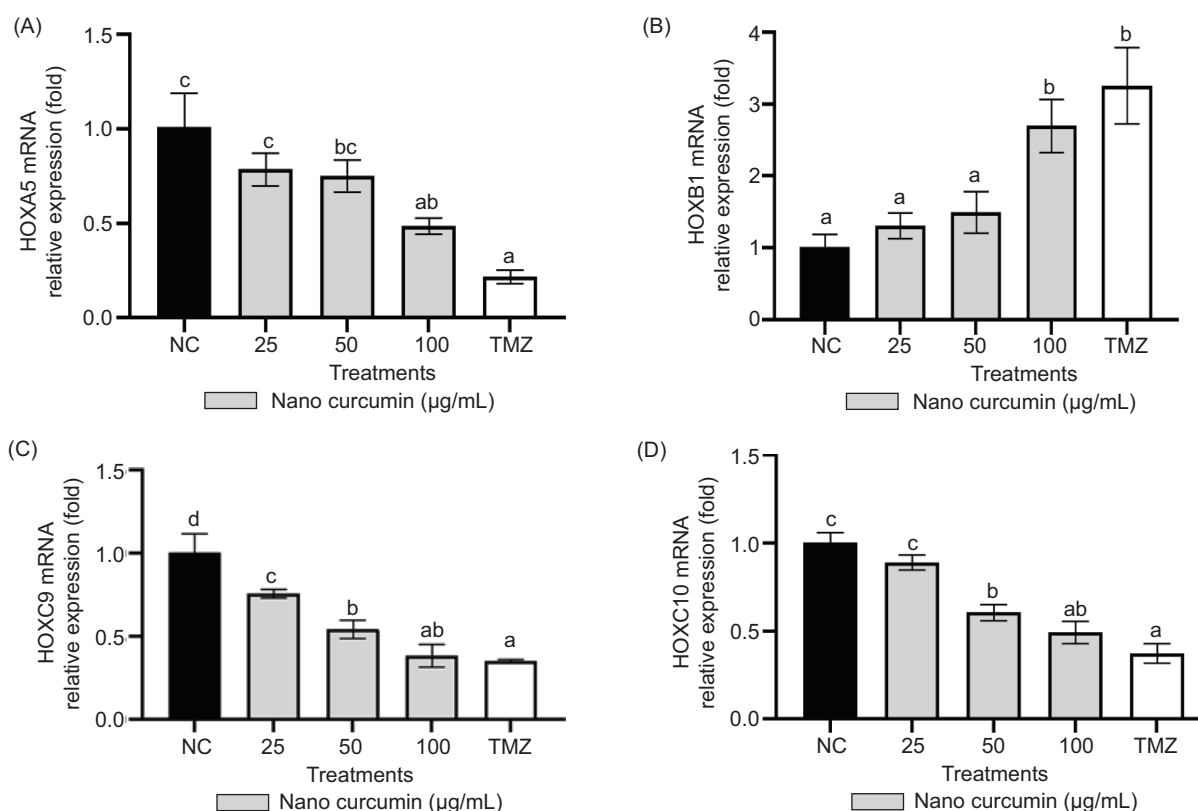 (A)
HOXA5 mRNA
relative expression (fold)
1.5
1.0
0.5
0.0
c
c
bc
ab
a
NC
25
50
100
TMZ
Treatments
Nano curcumin (µg/mL)
(B)
HOXB1 mRNA
relative expression (fold)
4
3
2
1
0
a
a
a
b
b
NC
25
50
100
TMZ
Treatments
Nano curcumin (µg/mL)
(C)
HOXC9 mRNA
relative expression (fold)
1.5
1.0
0.5
0.0
d
c
b
ab
a
NC
25
50
100
TMZ
Treatments
Nano curcumin (µg/mL)
(D)
HOXC10 mRNA
relative expression (fold)
1.5
1.0
0.5
0.0
c
c
b
ab
a
NC
25
50
100
TMZ
Treatments
Nano curcumin (µg/mL)